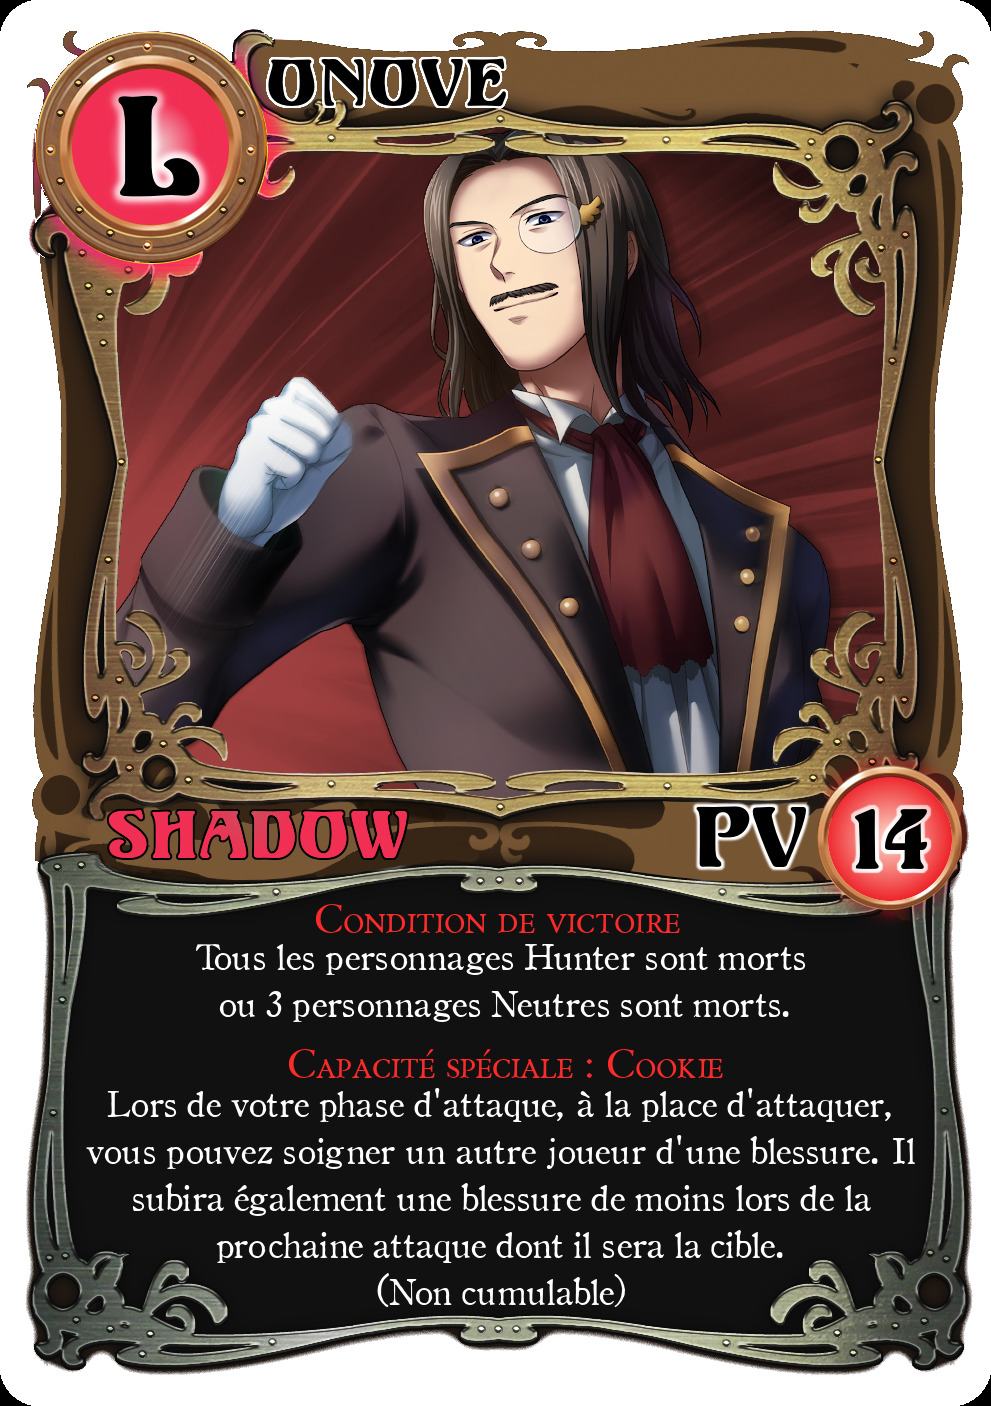 LONOVE
SHADOW
PV 14
Condition de victoire
Tous les personnages Hunter sont morts
ou 3 personnages Neutres sont morts.
Capacité spéciale : Cookie
Lors de votre phase d'attaque, à la place d'attaquer,
vous pouvez soigner un autre joueur d'une blessure. Il
subira également une blessure de moins lors de la
prochaine attaque dont il sera la cible.
(Non cumulable)